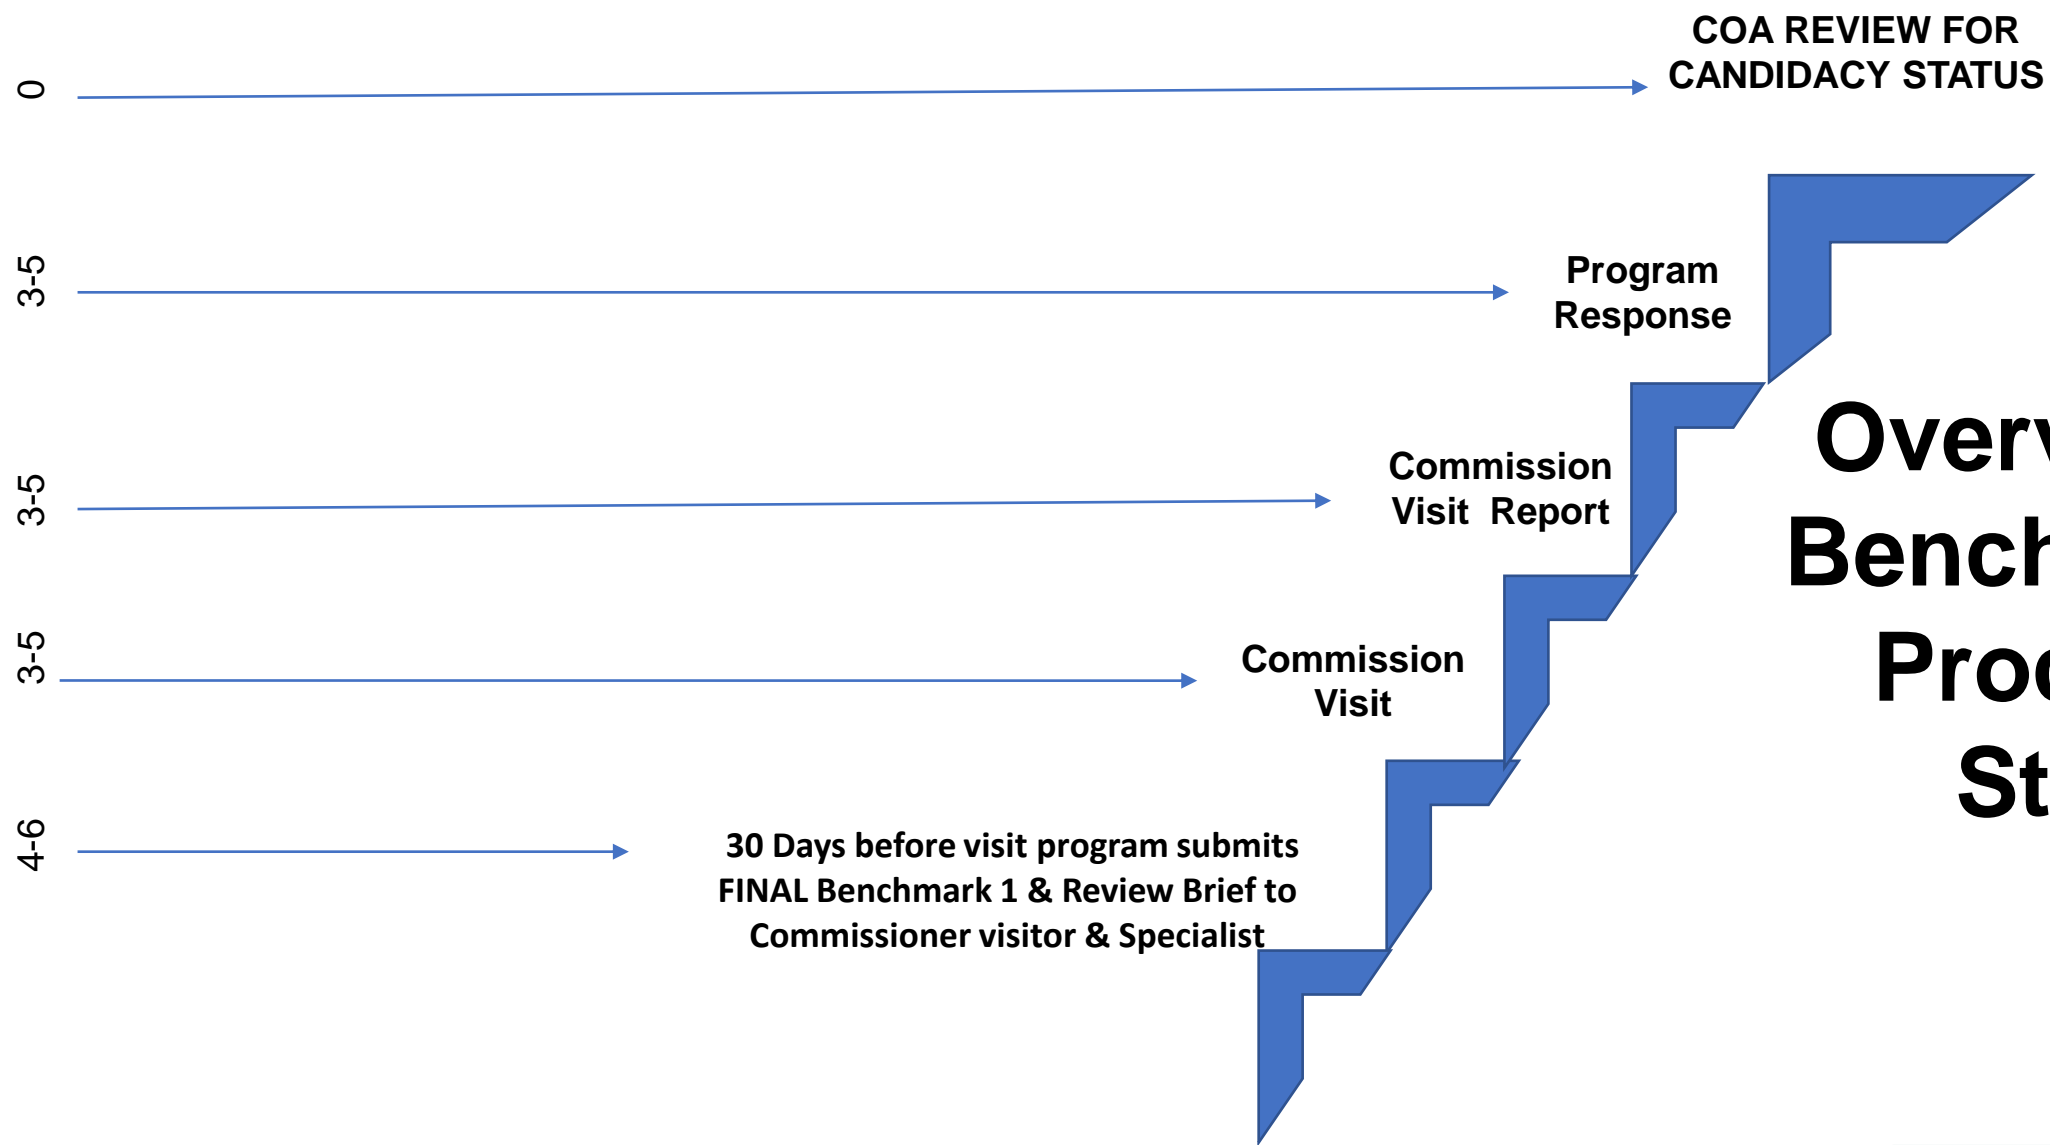 COA REVIEW FOR
CANDIDACY STATUS
0
3-5
Program
Response
3-5
Commission
Visit Report
3-5
Commission
Visit
4-6
30 Days before visit program submits
FINAL Benchmark 1 & Review Brief to
Commissioner visitor & Specialist